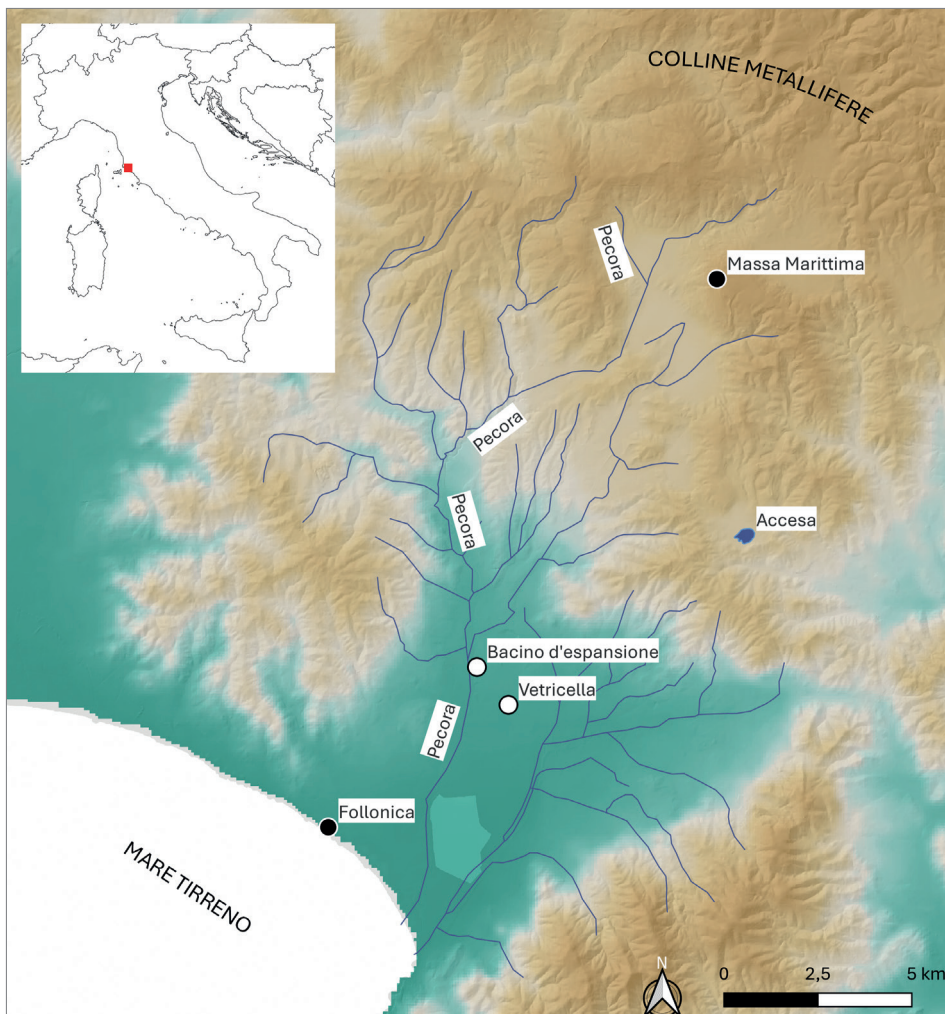 COLLINE METALLIFERE
Pecora
Massa Marittima
Pecora
Pecora
Accesa
Bacino d'espansione
Vetricella
Pecora
Follonica
MARE TIRRENO
N
0 2,5 5 km